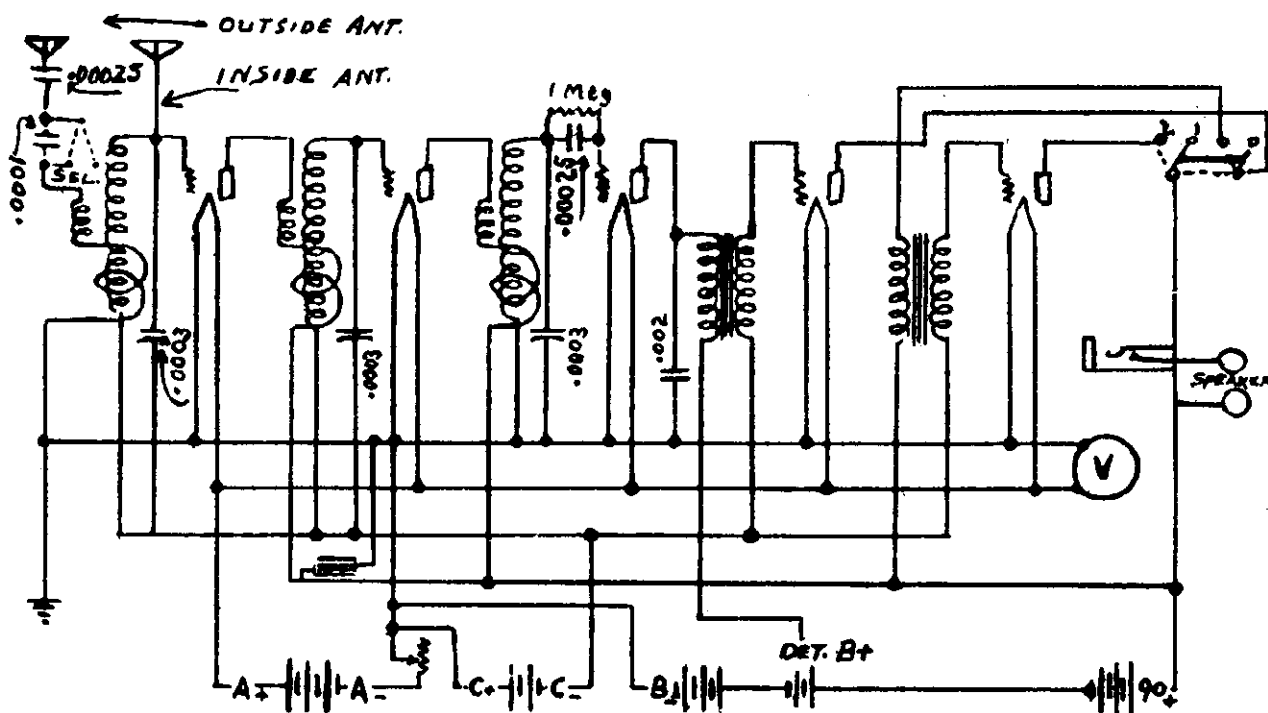 OUTSIDE ANT.
.00025
INSIDE ANT.
1 Meg
.0001
SEL.
.00025
.0003
.0003
.0003
.002
SPEAKER
V
DET. B+
A+
A-
C+
C-
B-
90+